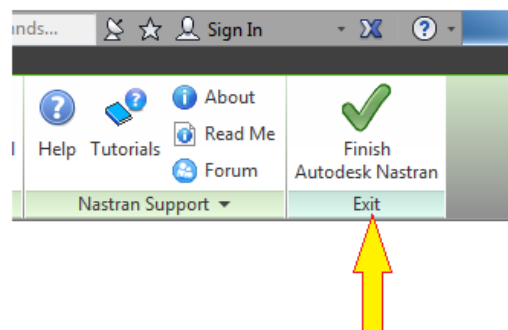 nds...
Sign In
Help
Tutorials
About
Read Me
Forum
Finish
Autodesk Nastran
Nastran Support
Exit